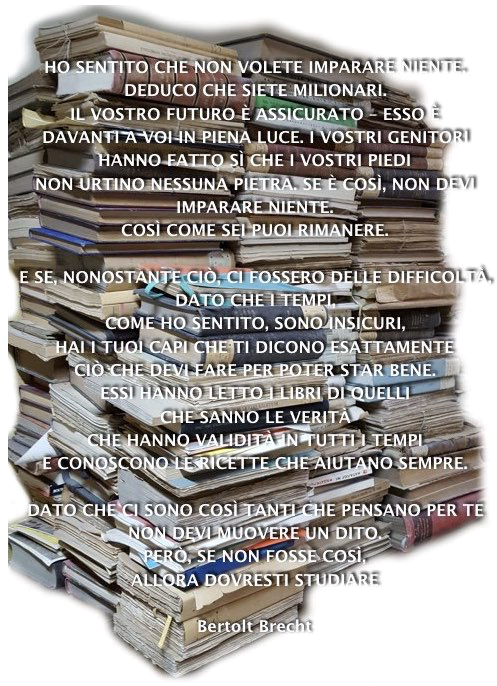 HO SENTITO CHE NON VOLETE IMPARARE NIENTE.
DEDUCO CHE SIETE MILIONARI.
IL VOSTRO FUTURO È ASSICURATO – ESSO È
DAVANTI A VOI IN PIENA LUCE. I VOSTRI GENITORI
HANNO FATTO SÌ CHE I VOSTRI PIEDI
NON URTINO NESSUNA PIETRA. SE È COSÌ, NON DEVI
IMPARARE NIENTE.
COSÌ COME SEI PUOI RIMANERE.
E SE, NONOSTANTE CIÒ, CI FOSSERO DELLE DIFFICOLTÀ,
DATO CHE I TEMPI,
COME HO SENTITO, SONO INSICURI,
HAI I TUOI CAPI CHE TI DICONO ESATTAMENTE
CIÒ CHE DEVI FARE PER POTER STAR BENE.
ESSI HANNO LETTO I LIBRI DI QUELLI
CHE SANNO LE VERITÀ
CHE HANNO VALIDITÀ IN TUTTI I TEMPI
E CONOSCONO LE RICETTE CHE AIUTANO SEMPRE.
DATO CHE CI SONO COSÌ TANTI CHE PENSANO PER TE
NON DEVI MUOVERE UN DITO.
PERÒ, SE NON FOSSE COSÌ,
ALLORA DOVRESTI STUDIARE
Bertolt Brecht